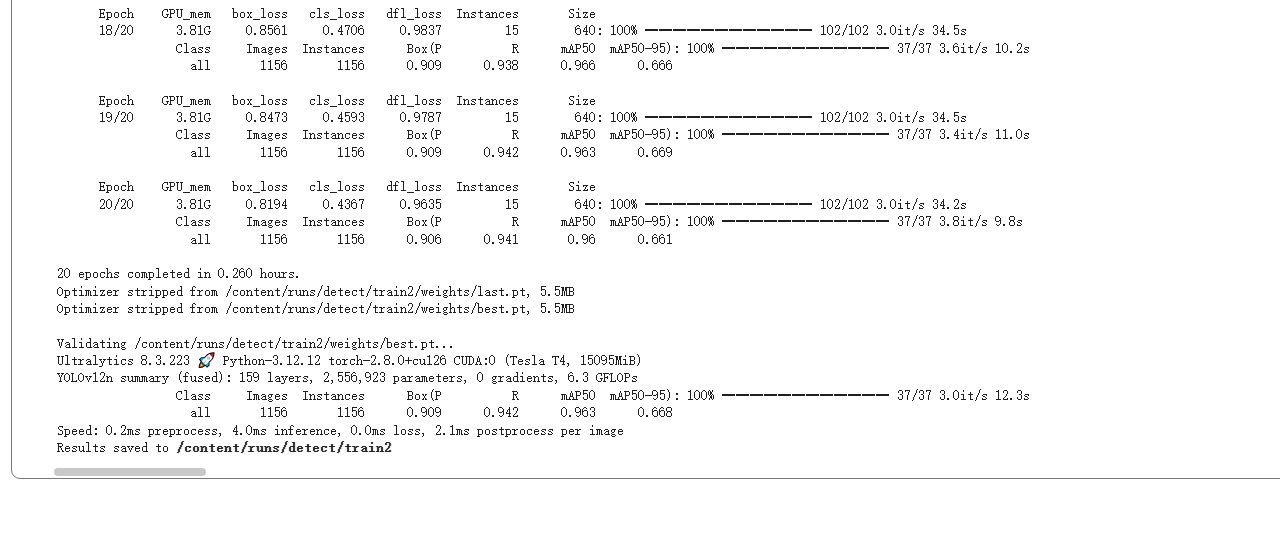 Epoch GPU_mem box_loss cls_loss dfl_loss Instances Size
18/20 3.81G 0.8561 0.4706 0.9837 15 640: 100% ━━━━━━━━━━━━ 102/102 3.0it/s 34.5s
Class Images Instances Box(P R mAP50 mAP50-95): 100% ━━━━━━━━━━━━ 37/37 3.6it/s 10.2s
all 1156 1156 0.909 0.938 0.966 0.666
Epoch GPU_mem box_loss cls_loss dfl_loss Instances Size
19/20 3.81G 0.8473 0.4593 0.9787 15 640: 100% ━━━━━━━━━━━━ 102/102 3.0it/s 34.5s
Class Images Instances Box(P R mAP50 mAP50-95): 100% ━━━━━━━━━━━━ 37/37 3.4it/s 11.0s
all 1156 1156 0.909 0.942 0.963 0.669
Epoch GPU_mem box_loss cls_loss dfl_loss Instances Size
20/20 3.81G 0.8194 0.4367 0.9635 15 640: 100% ━━━━━━━━━━━━ 102/102 3.0it/s 34.2s
Class Images Instances Box(P R mAP50 mAP50-95): 100% ━━━━━━━━━━━━ 37/37 3.8it/s 9.8s
all 1156 1156 0.906 0.941 0.96 0.661
20 epochs completed in 0.260 hours.
Optimizer stripped from /content/runs/detect/train2/weights/last.pt, 5.5MB
Optimizer stripped from /content/runs/detect/train2/weights/best.pt, 5.5MB
Validating /content/runs/detect/train2/weights/best.pt...
Ultralytics 8.3.223 🚀 Python-3.12.12 torch-2.8.0+cu126 CUDA:0 (Tesla T4, 15095MiB)
YOLOv12n summary (fused): 159 layers, 2,556,923 parameters, 0 gradients, 6.3 GFLOPs
Class Images Instances Box(P R mAP50 mAP50-95): 100% ━━━━━━━━━━━━ 37/37 3.0it/s 12.3s
all 1156 1156 0.909 0.942 0.963 0.668
Speed: 0.2ms preprocess, 4.0ms inference, 0.0ms loss, 2.1ms postprocess per image
Results saved to /content/runs/detect/train2